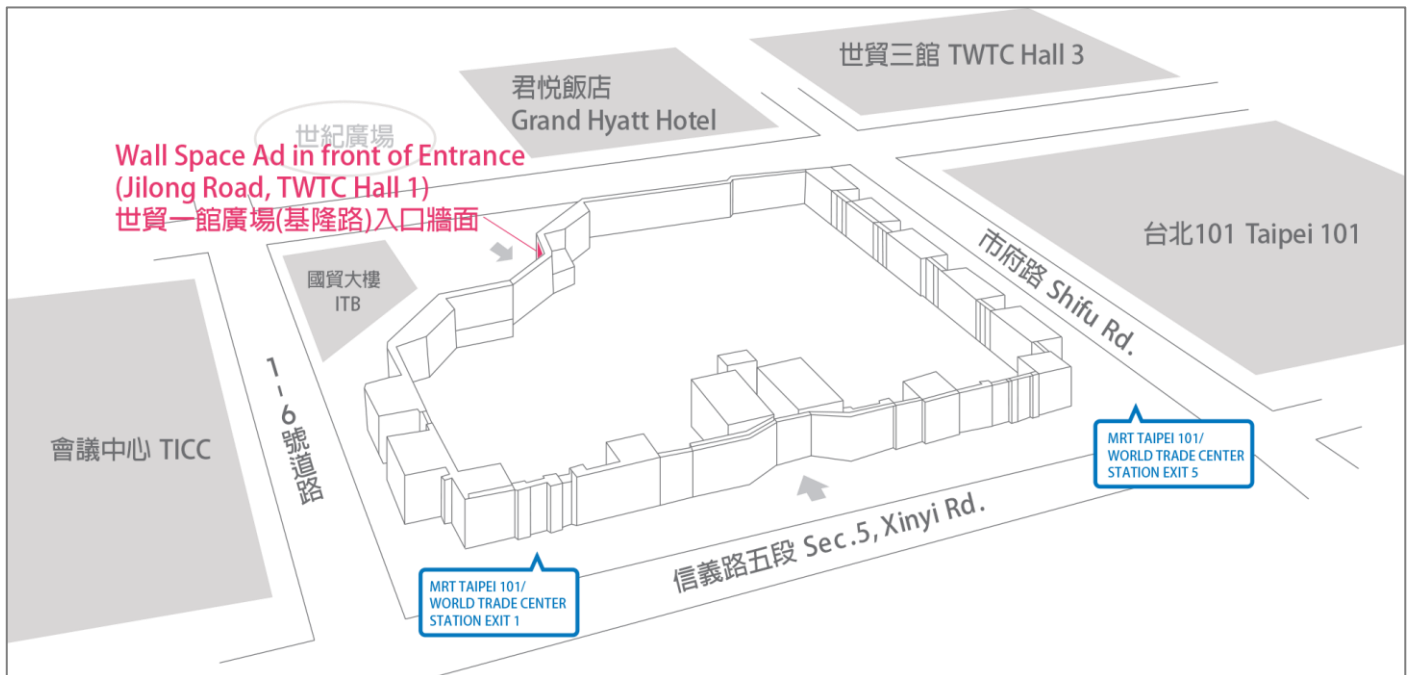 世貿三館 TWTC Hall 3
君悦飯店
Grand Hyatt Hotel
世紀廣場
Wall Space Ad in front of Entrance
(Jilong Road, TWTC Hall 1)
世貿一館廣場(基隆路)入口牆面
台北101 Taipei 101
市府路 Shifu Rd.
國貿大樓
ITB
1-6號道路
會議中心 TICC
MRT TAIPEI 101/
WORLD TRADE CENTER
STATION EXIT 5
信義路五段 Sec.5, Xinyi Rd.
MRT TAIPEI 101/
WORLD TRADE CENTER
STATION EXIT 1